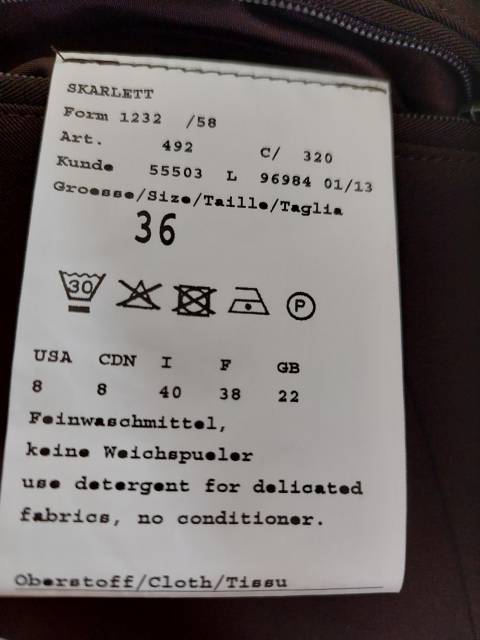 SKARLETT
Form 1232 /58
Art. 492 C/ 320
Kunde 55503 L 96984 01/13
Groesse/Size/Taille/Taglia
36
30 P
USA CDN I F GB
8 8 40 38 22
Feinwaschmittel,
keine Weichspueler
use detergent for delicated
fabrics, no conditioner.
Oberstoff/Cloth/Tissu